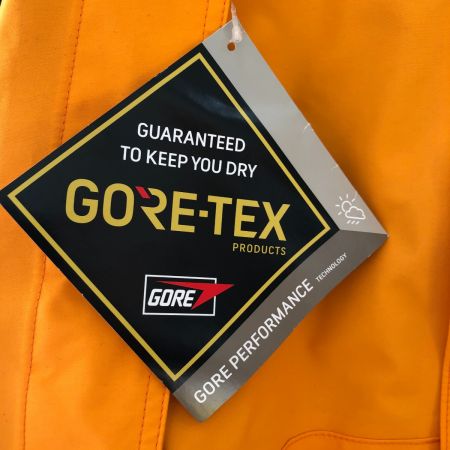 GUARANTEED
TO KEEP YOU DRY
GORE-TEX
PRODUCTS
GORE
GORE PERFORMANCE TECHNOLOGY